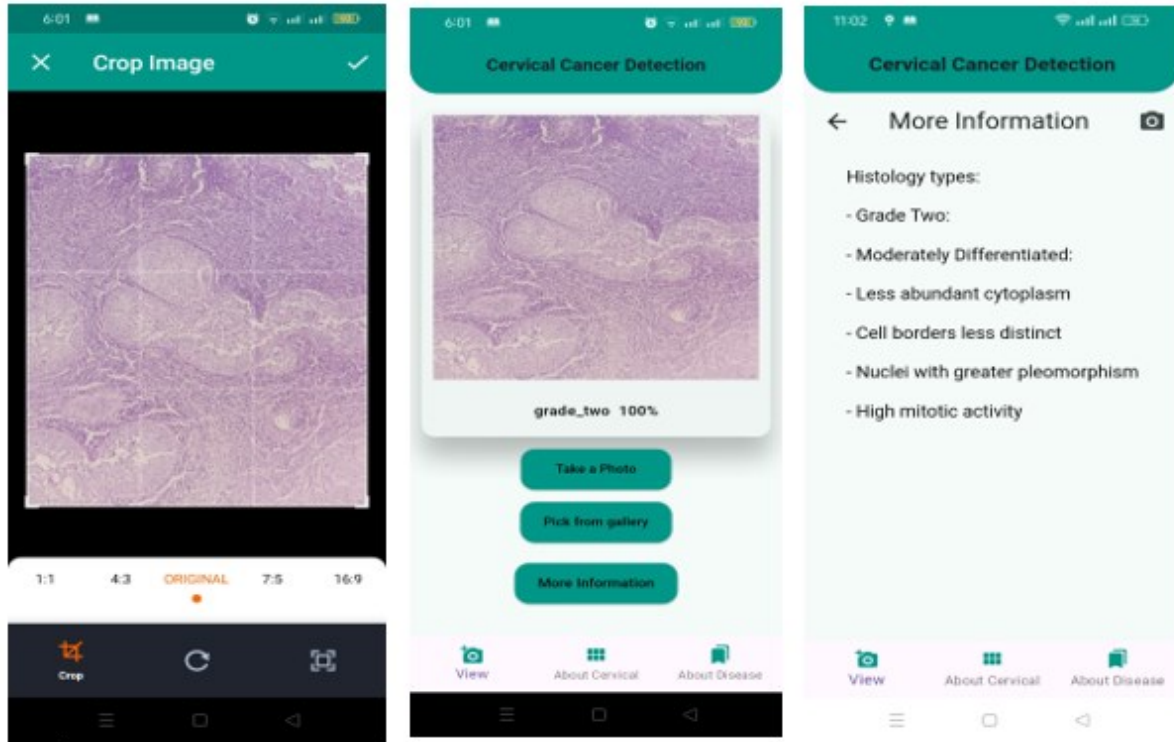 6:01
Crop Image
1:1 4:3 ORIGINAL 7:5 16:9
Crop
6:01
Cervical Cancer Detection
grade_two 100%
Take a Photo
Pick from gallery
More Information
View About Cervical About Disease
11:02
Cervical Cancer Detection
More Information
Histology types:
- Grade Two:
- Moderately Differentiated:
- Less abundant cytoplasm
- Cell borders less distinct
- Nuclei with greater pleomorphism
- High mitotic activity
View About Cervical About Disease